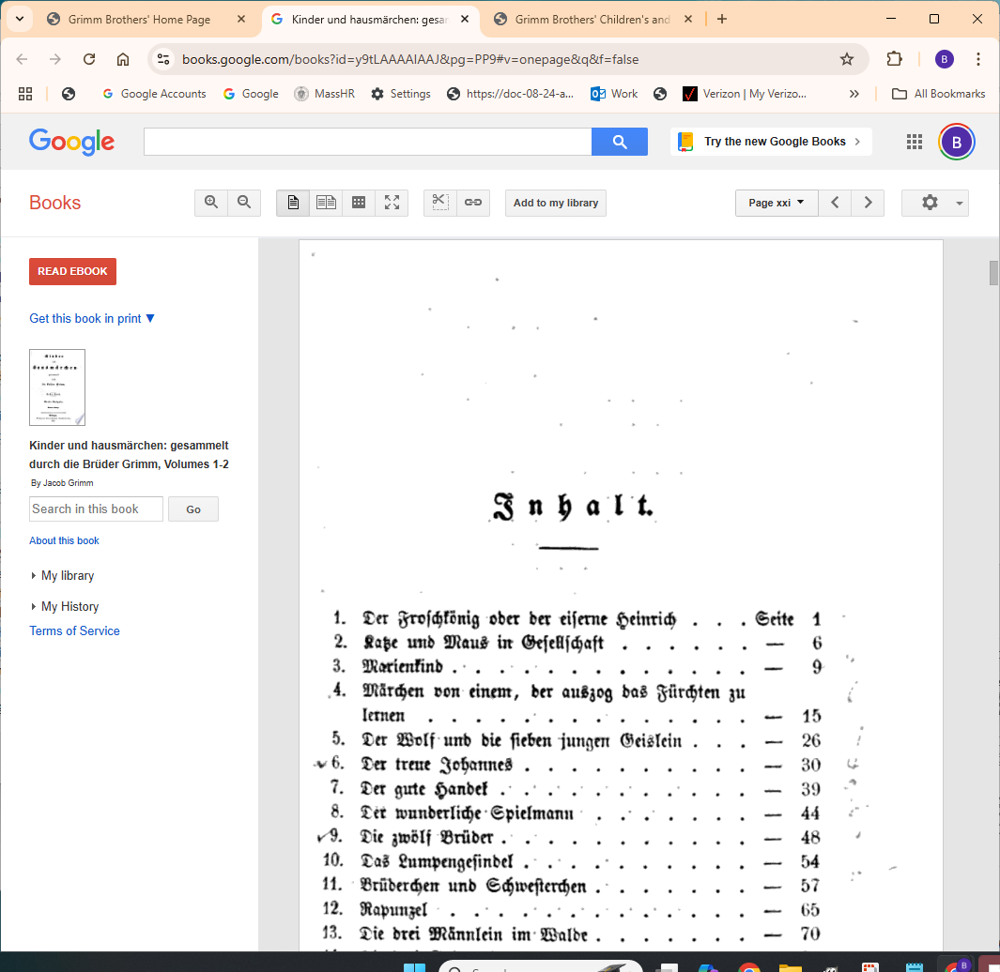 Grimm Brothers' Home Page
Kinder und hausmärchen: gesar
Grimm Brothers' Children's and
books.google.com/books?id=y9tLAAAAIAAJ&pg=PP9#v=onepage&q&f=false
B
Google Accounts
Google
MassHR
Settings
https://doc-08-24-a...
Work
Verizon | My Verizo...
All Bookmarks
Google
Try the new Google Books
B
Books
Add to my library
Page xxi
READ EBOOK
Get this book in print ▼
Kinder und hausmärchen: gesammelt
durch die Brüder Grimm, Volumes 1-2
By Jacob Grimm
Search in this book
Go
About this book
My library
My History
Terms of Service
Inhalt.
1. Der Froschkönig oder der eiserne Heinrich . . . Seite 1
2. Katze und Maus in Gesellschaft . . . . . . — 6
3. Marienkind . . . . . . . . . . . . . — 9
4. Märchen von einem, der auszog das Fürchten zu
lernen . . . . . . . . . . . . . . — 15
5. Der Wolf und die sieben jungen Geislein . . . . — 26
6. Der treue Johannes . . . . . . . . . . — 30
7. Der gute Handel . . . . . . . . . . . — 39
8. Der wunderliche Spielmann . . . . . . . — 44
9. Die zwölf Brüder . . . . . . . . . . . — 48
10. Das Lumpengesindel . . . . . . . . . . — 54
11. Brüderchen und Schwesterchen . . . . . . . — 57
12. Rapunzel . . . . . . . . . . . . . — 65
13. Die drei Männlein im Walde . . . . . . . — 70